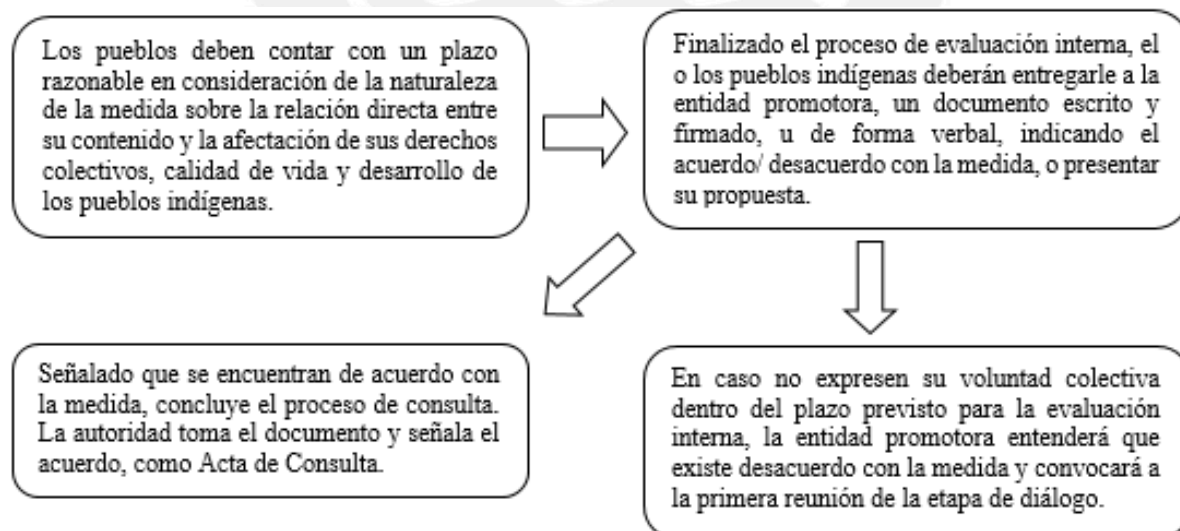 Los pueblos deben contar con un plazo
razonable en consideración de la naturaleza
de la medida sobre la relación directa entre
su contenido y la afectación de sus derechos
colectivos, calidad de vida y desarrollo de
los pueblos indígenas.
Finalizado el proceso de evaluación interna, el
o los pueblos indígenas deberán entregarle a la
entidad promotora, un documento escrito y
firmado, u de forma verbal, indicando el
acuerdo/ desacuerdo con la medida, o presentar
su propuesta.
Señalado que se encuentran de acuerdo con
la medida, concluye el proceso de consulta.
La autoridad toma el documento y señala el
acuerdo, como Acta de Consulta.
En caso no expresen su voluntad colectiva
dentro del plazo previsto para la evaluación
interna, la entidad promotora entenderá que
existe desacuerdo con la medida y convocará a
la primera reunión de la etapa de diálogo.